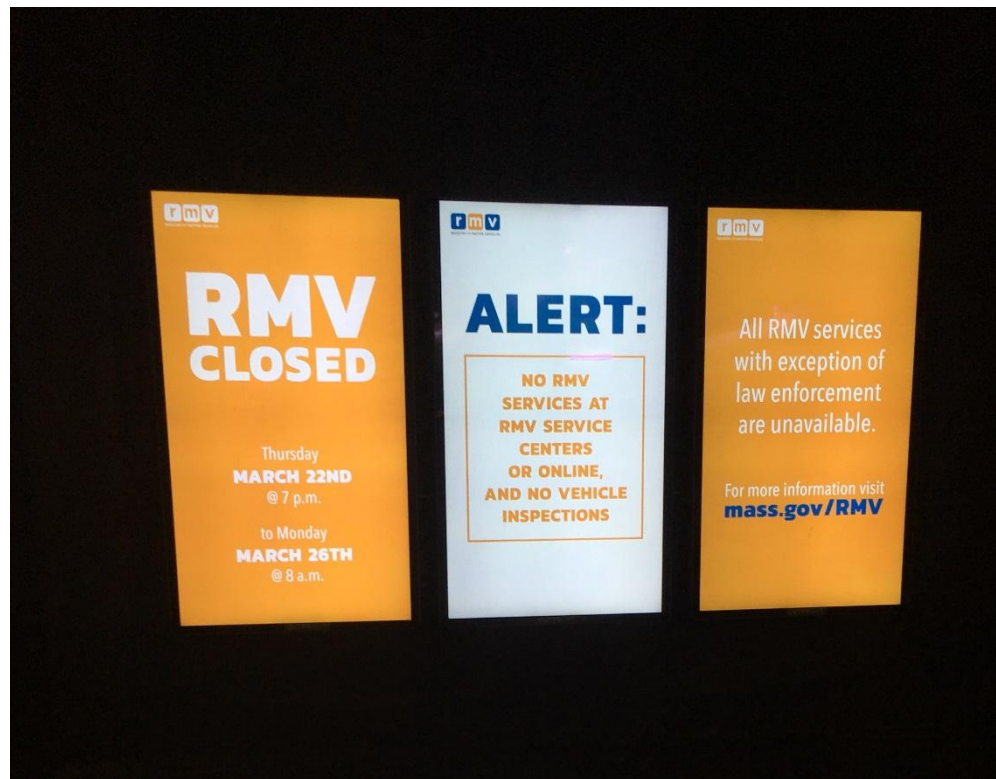 rmv
RMV
CLOSED
Thursday
MARCH 22ND
@ 7 p.m.
to Monday
MARCH 26TH
@ 8 a.m.
rmv
ALERT:
NO RMV
SERVICES AT
RMV SERVICE
CENTERS
OR ONLINE,
AND NO VEHICLE
INSPECTIONS
rmv
All RMV services
with exception of
law enforcement
are unavailable.
For more information visit
mass.gov/RMV